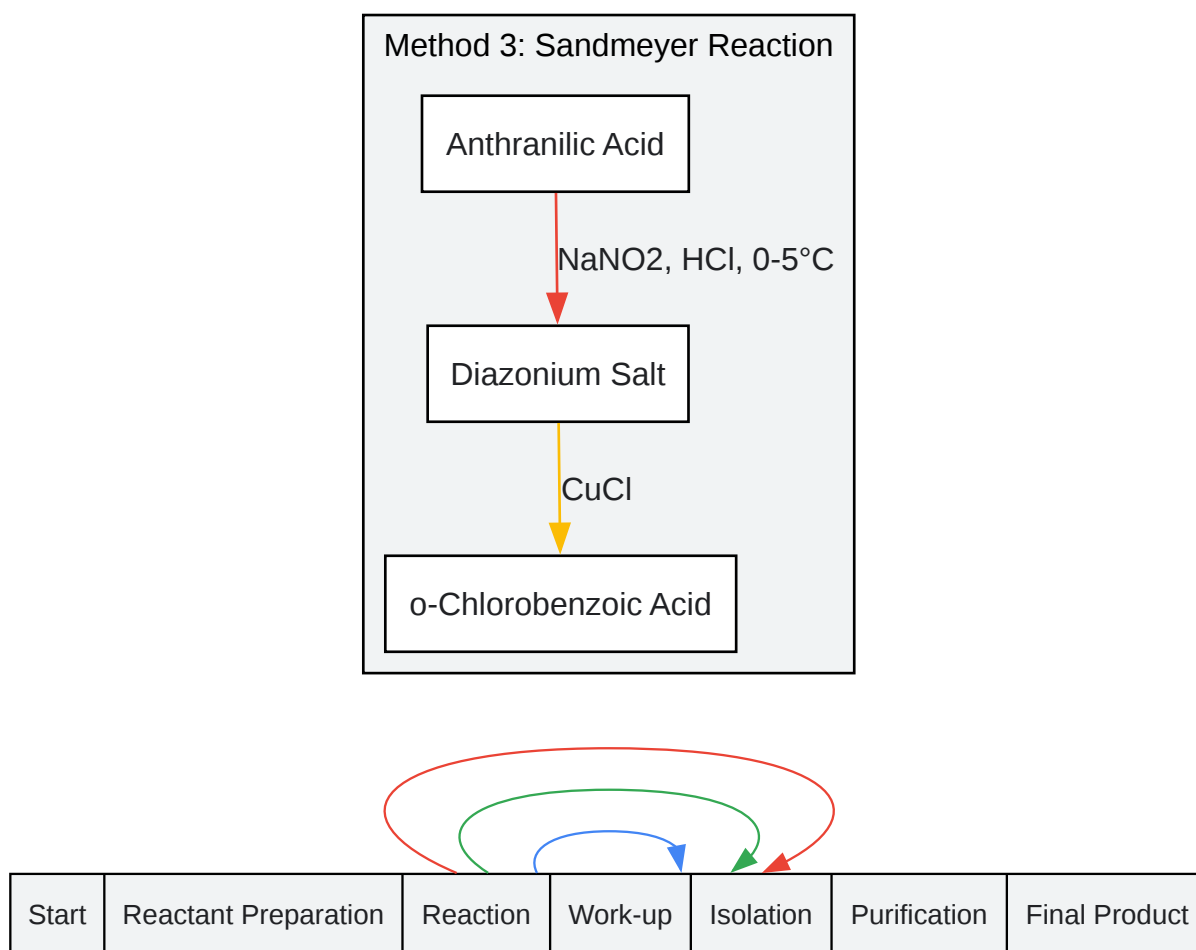 Method 3: Sandmeyer Reaction
Anthranilic Acid
NaNO2, HCl, 0-5°C
Diazonium Salt
CuCl
o-Chlorobenzoic Acid
Start
Reactant Preparation
Reaction
Work-up
Isolation
Purification
Final Product